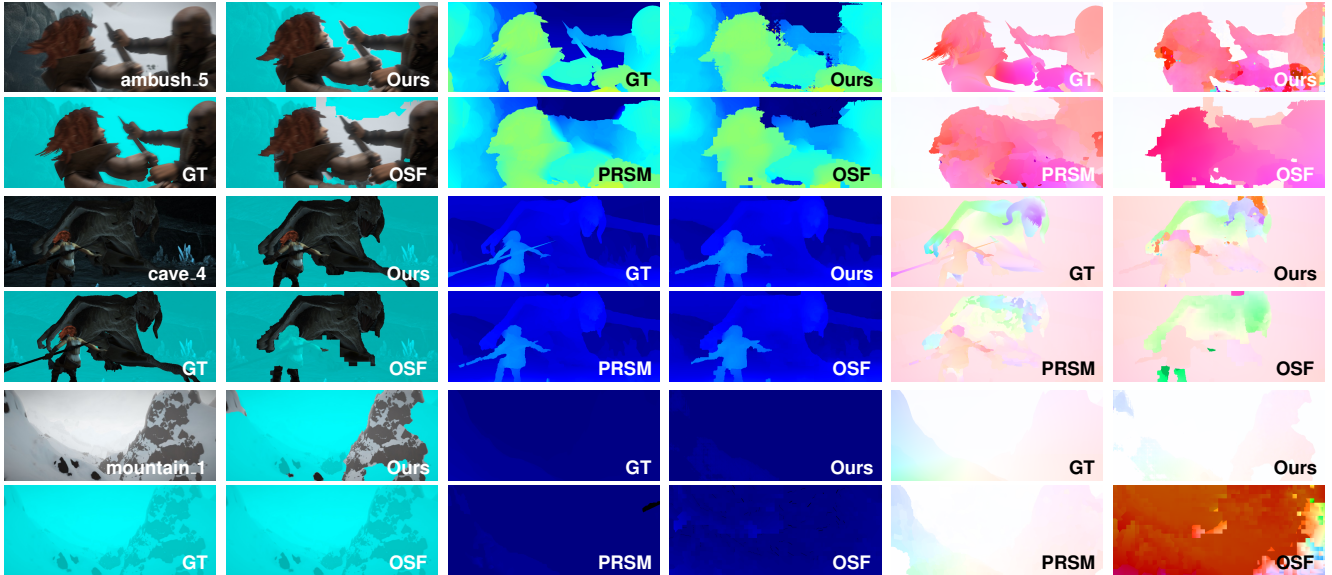 ambush_5 Ours GT Ours GT Ours
GT OSF PRSM OSF PRSM OSF
cave_4 Ours GT Ours GT Ours
GT OSF PRSM OSF PRSM OSF
mountain_1 Ours GT Ours GT Ours
GT OSF PRSM OSF PRSM OSF